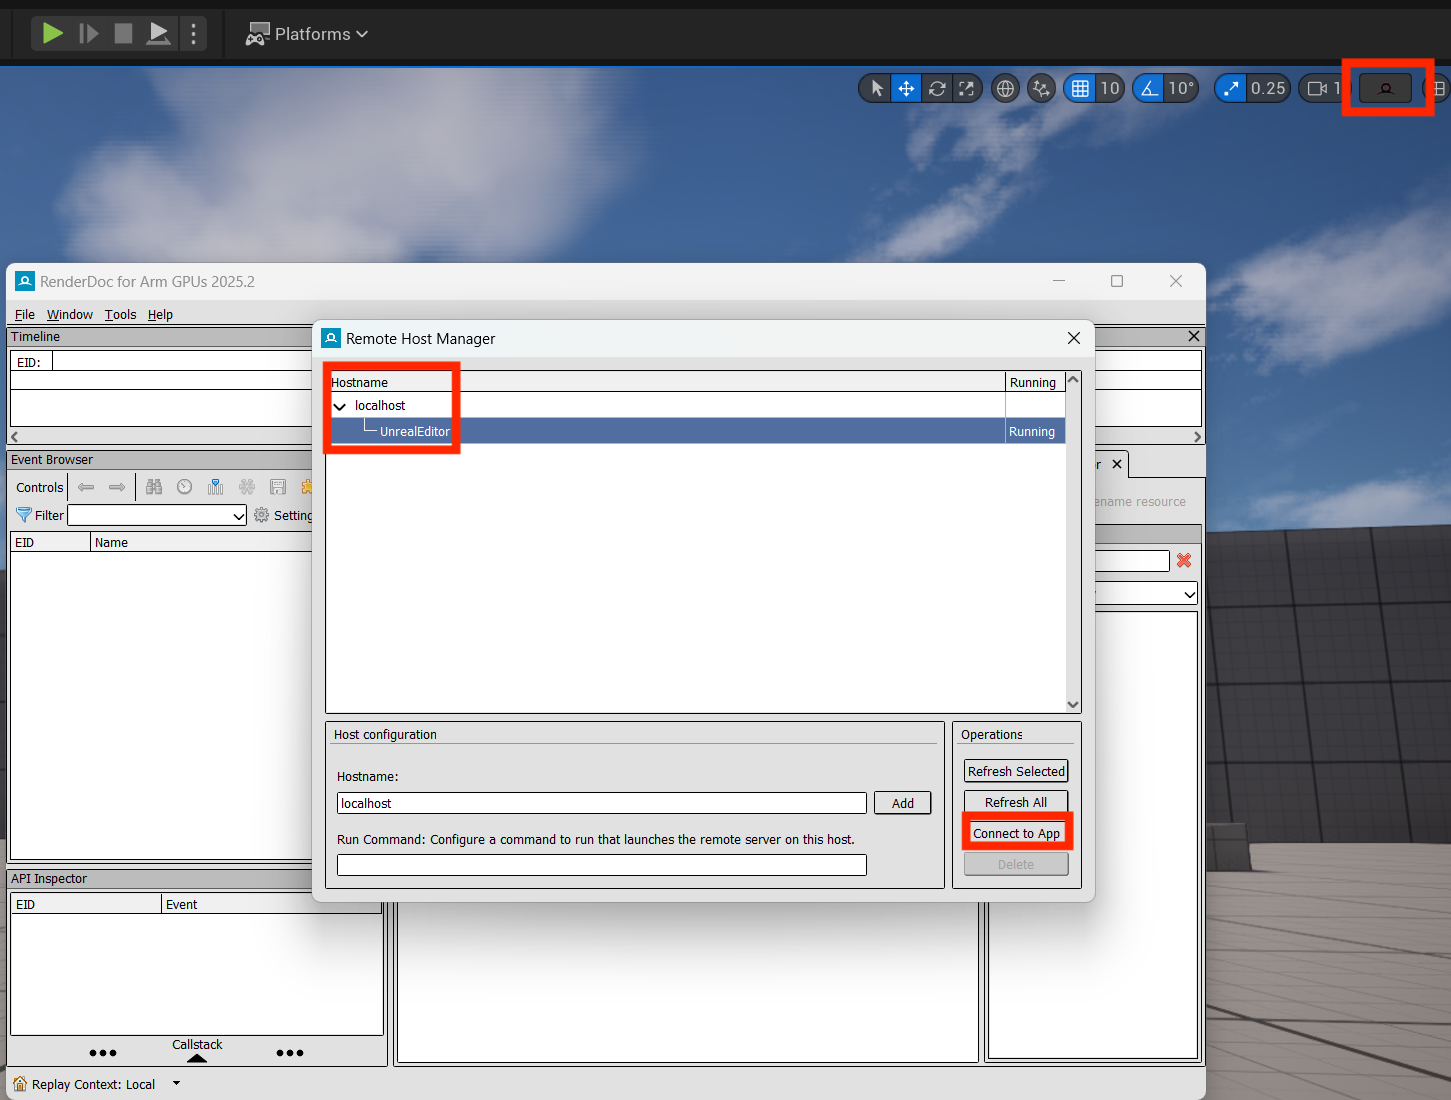 Platforms
10
10°
0.25
1
RenderDoc for Arm GPUs 2025.2
File Window Tools Help
Timeline
EID:
Remote Host Manager
Hostname
Running
localhost
UnrealEditor
Running
Event Browser
Controls
Filter
Setting
EID
Name
r
ename resource
Host configuration
Hostname:
localhost
Add
Run Command: Configure a command to run that launches the remote server on this host.
Operations
Refresh Selected
Refresh All
Connect to App
Delete
API Inspector
EID
Event
Callstack
Replay Context: Local